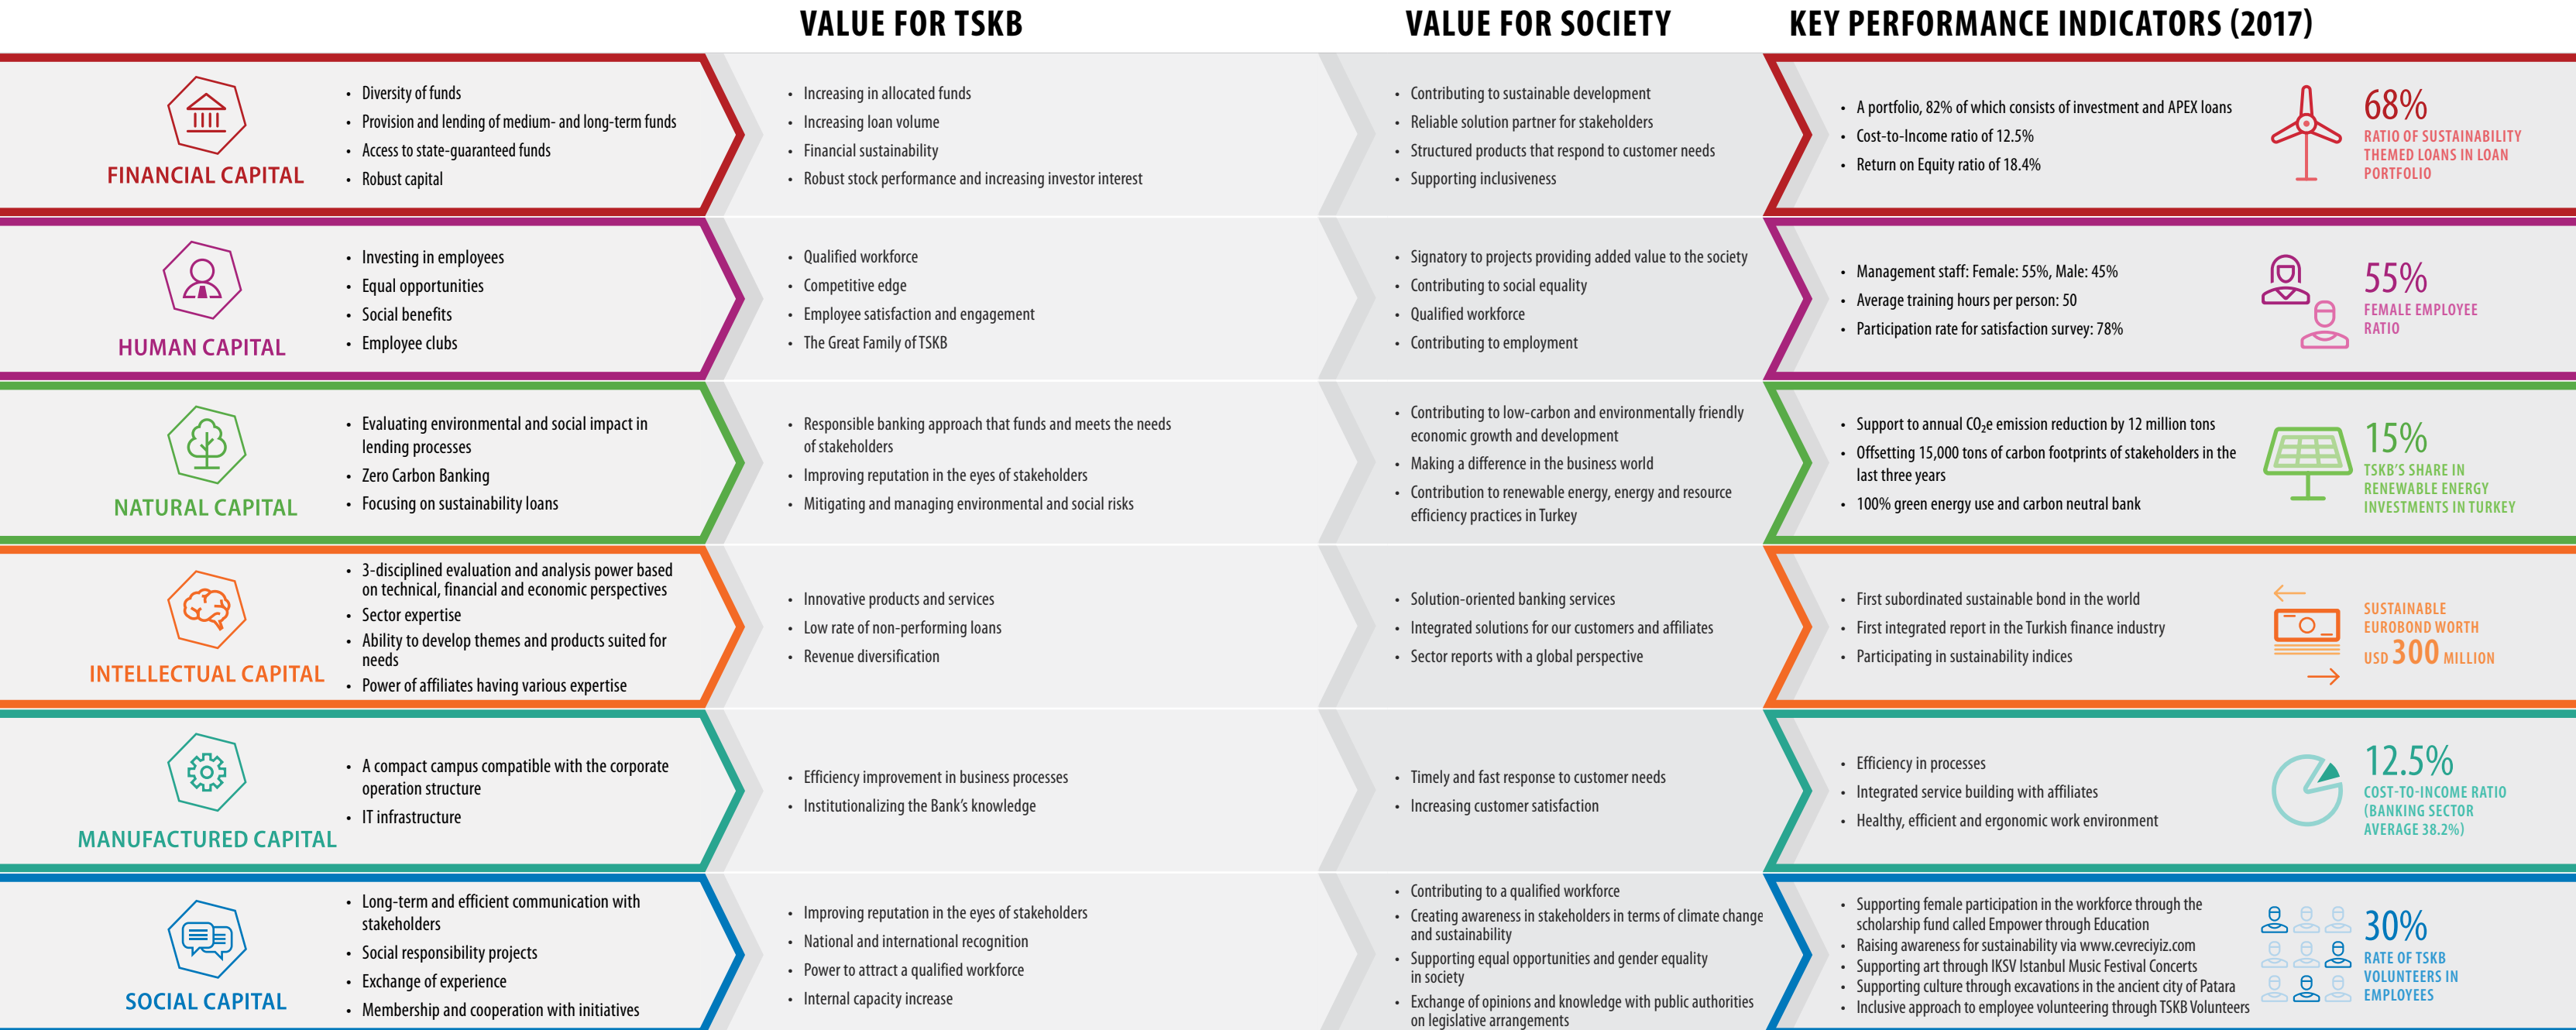 VALUE FOR TSKB
VALUE FOR SOCIETY
KEY PERFORMANCE INDICATORS (2017)
FINANCIAL CAPITAL
• Diversity of funds
• Provision and lending of medium- and long-term funds
• Access to state-guaranteed funds
• Robust capital
• Increasing in allocated funds
• Increasing loan volume
• Financial sustainability
• Robust stock performance and increasing investor interest
• Contributing to sustainable development
• Reliable solution partner for stakeholders
• Structured products that respond to customer needs
• Supporting inclusiveness
• A portfolio, 82% of which consists of investment and APEX loans
• Cost-to-Income ratio of 12.5%
• Return on Equity ratio of 18.4%
68%
RATIO OF SUSTAINABILITY
THEMED LOANS IN LOAN
PORTFOLIO
HUMAN CAPITAL
• Investing in employees
• Equal opportunities
• Social benefits
• Employee clubs
• Qualified workforce
• Competitive edge
• Employee satisfaction and engagement
• The Great Family of TSKB
• Signatory to projects providing added value to the society
• Contributing to social equality
• Qualified workforce
• Contributing to employment
• Management staff: Female: 55%, Male: 45%
• Average training hours per person: 50
• Participation rate for satisfaction survey: 78%
55%
FEMALE EMPLOYEE
RATIO
NATURAL CAPITAL
• Evaluating environmental and social impact in
lending processes
• Zero Carbon Banking
• Focusing on sustainability loans
• Responsible banking approach that funds and meets the needs
of stakeholders
• Improving reputation in the eyes of stakeholders
• Mitigating and managing environmental and social risks
• Contributing to low-carbon and environmentally friendly
economic growth and development
• Making a difference in the business world
• Contribution to renewable energy, energy and resource
efficiency practices in Turkey
• Support to annual CO₂e emission reduction by 12 million tons
• Offsetting 15,000 tons of carbon footprints of stakeholders in the
last three years
• 100% green energy use and carbon neutral bank
15%
TSKB'S SHARE IN
RENEWABLE ENERGY
INVESTMENTS IN TURKEY
INTELLECTUAL CAPITAL
• 3-disciplined evaluation and analysis power based
on technical, financial and economic perspectives
• Sector expertise
• Ability to develop themes and products suited for
needs
• Power of affiliates having various expertise
• Innovative products and services
• Low rate of non-performing loans
• Revenue diversification
• Solution-oriented banking services
• Integrated solutions for our customers and affiliates
• Sector reports with a global perspective
• First subordinated sustainable bond in the world
• First integrated report in the Turkish finance industry
• Participating in sustainability indices
SUSTAINABLE
EUROBOND WORTH
USD 300 MILLION
MANUFACTURED CAPITAL
• A compact campus compatible with the corporate
operation structure
• IT infrastructure
• Efficiency improvement in business processes
• Institutionalizing the Bank's knowledge
• Timely and fast response to customer needs
• Increasing customer satisfaction
• Efficiency in processes
• Integrated service building with affiliates
• Healthy, efficient and ergonomic work environment
12.5%
COST-TO-INCOME RATIO
(BANKING SECTOR
AVERAGE 38.2%)
SOCIAL CAPITAL
• Long-term and efficient communication with
stakeholders
• Social responsibility projects
• Exchange of experience
• Membership and cooperation with initiatives
• Improving reputation in the eyes of stakeholders
• National and international recognition
• Power to attract a qualified workforce
• Internal capacity increase
• Contributing to a qualified workforce
• Creating awareness in stakeholders in terms of climate change
and sustainability
• Supporting equal opportunities and gender equality
in society
• Exchange of opinions and knowledge with public authorities
on legislative arrangements
• Supporting female participation in the workforce through the
scholarship fund called Empower through Education
• Raising awareness for sustainability via www.cevreciyiz.com
• Supporting art through IKSV Istanbul Music Festival Concerts
• Supporting culture through excavations in the ancient city of Patara
• Inclusive approach to employee volunteering through TSKB Volunteers
30%
RATE OF TSKB
VOLUNTEERS IN
EMPLOYEES